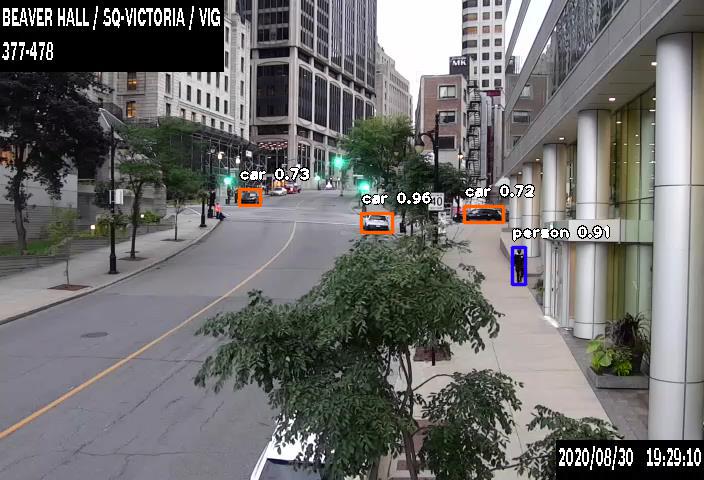 BEAVER HALL / SQ-VICTORIA / VIG
377-478
MK
car 0.73
car 0.96
car 0.72
10
person 0.91
2020/08/30 19:29:10